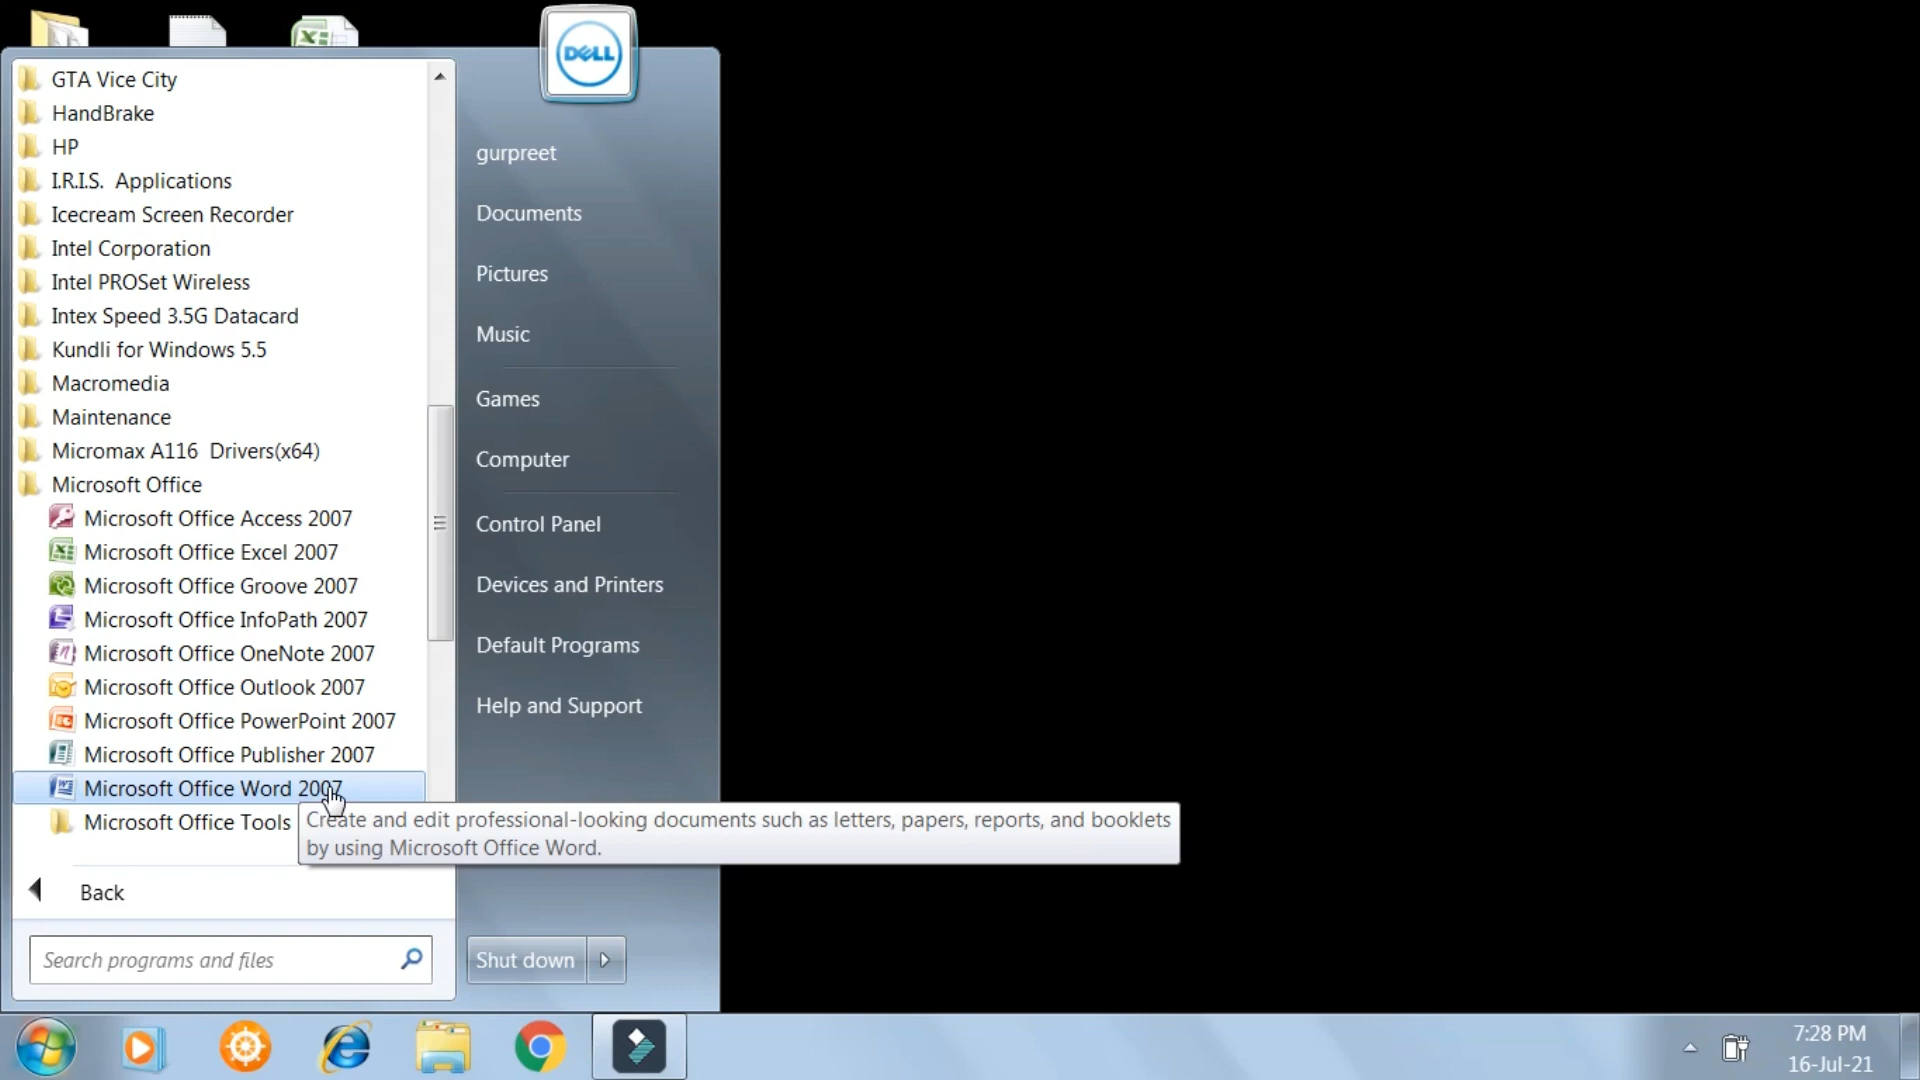 DELL
GTA Vice City
HandBrake
HP
I.R.I.S.  Applications
Icecream Screen Recorder
Intel Corporation
Intel PROSet Wireless
Intex Speed 3.5G Datacard
Kundli for Windows 5.5
Macromedia
Maintenance
Micromax A116  Drivers(x64)
Microsoft Office
Microsoft Office Access 2007
Microsoft Office Excel 2007
Microsoft Office Groove 2007
Microsoft Office InfoPath 2007
Microsoft Office OneNote 2007
Microsoft Office Outlook 2007
Microsoft Office PowerPoint 2007
Microsoft Office Publisher 2007
Microsoft Office Word 2007
Microsoft Office Tools
Create and edit professional-looking documents such as letters, papers, reports, and booklets
by using Microsoft Office Word.
Back
Search programs and files
gurpreet
Documents
Pictures
Music
Games
Computer
Control Panel
Devices and Printers
Default Programs
Help and Support
Shut down
7:28 PM
16-Jul-21